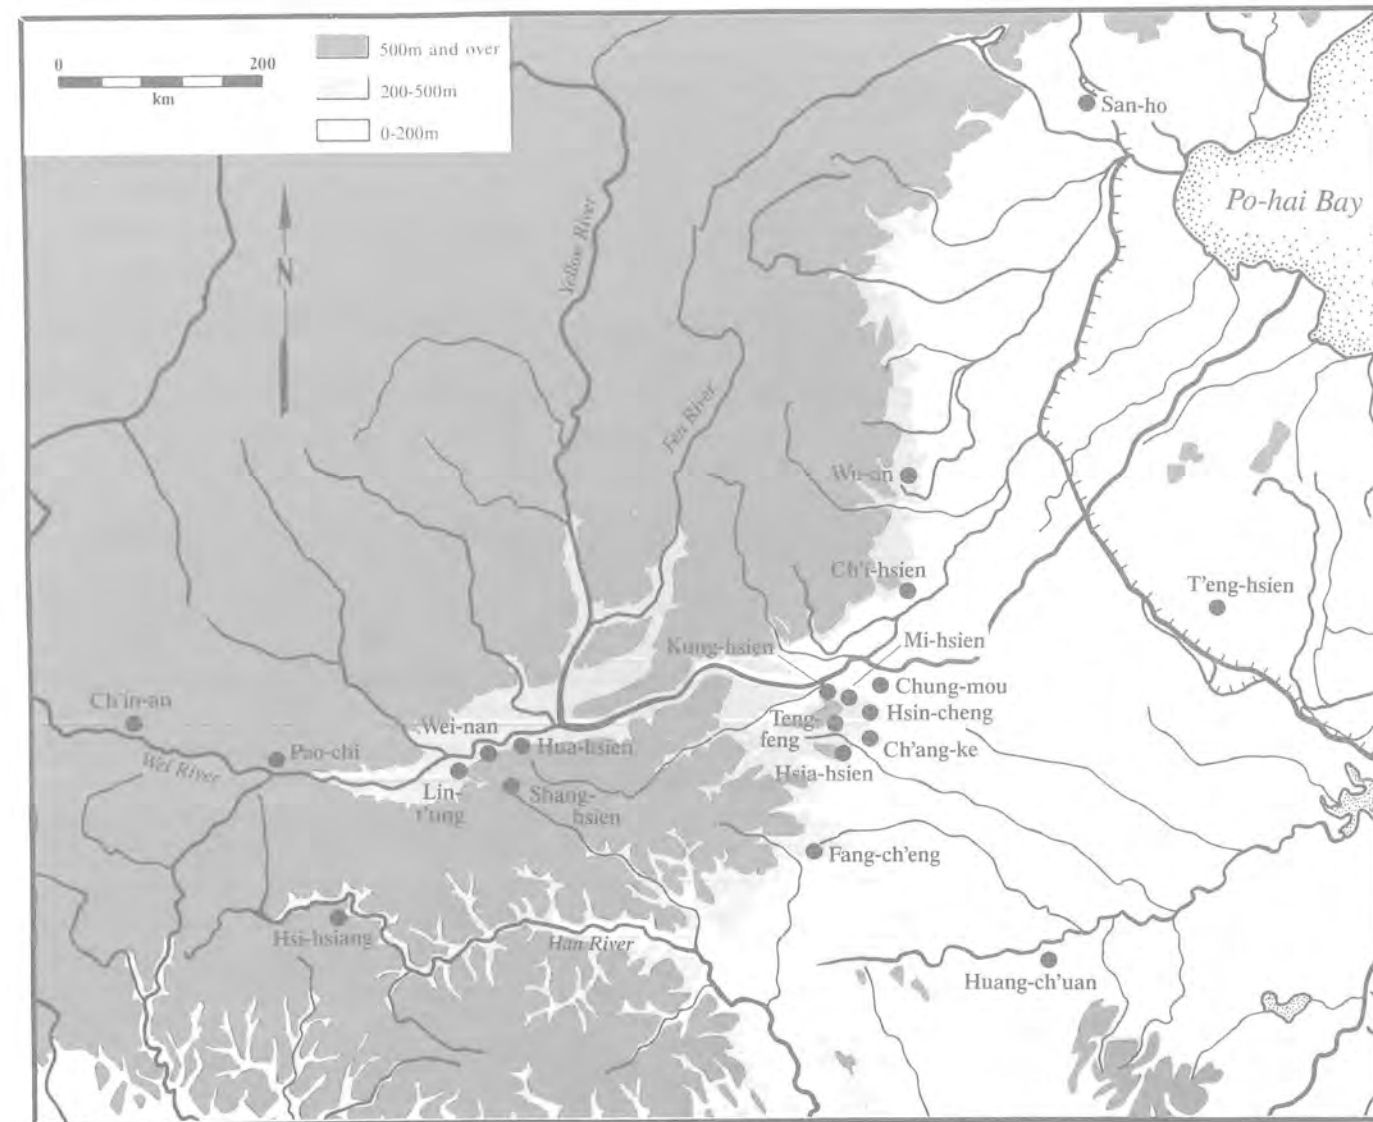 0 200
km
500m and over
200-500m
0-200m
N
San-ho
Po-hai Bay
Yellow River
Fen River
Wu-an
Ch'i-hsien
T'eng-hsien
Kung-hsien
Mi-hsien
Chung-mou
Hsin-cheng
Teng-
feng
Ch'ang-ke
Hsia-hsien
Ch'in-an
Wei-nan
Hua-hsien
Pao-chi
Wei River
Lin-
t'ung
Shang-
hsien
Fang-ch'eng
Hsi-hsiang
Han River
Huang-ch'uan